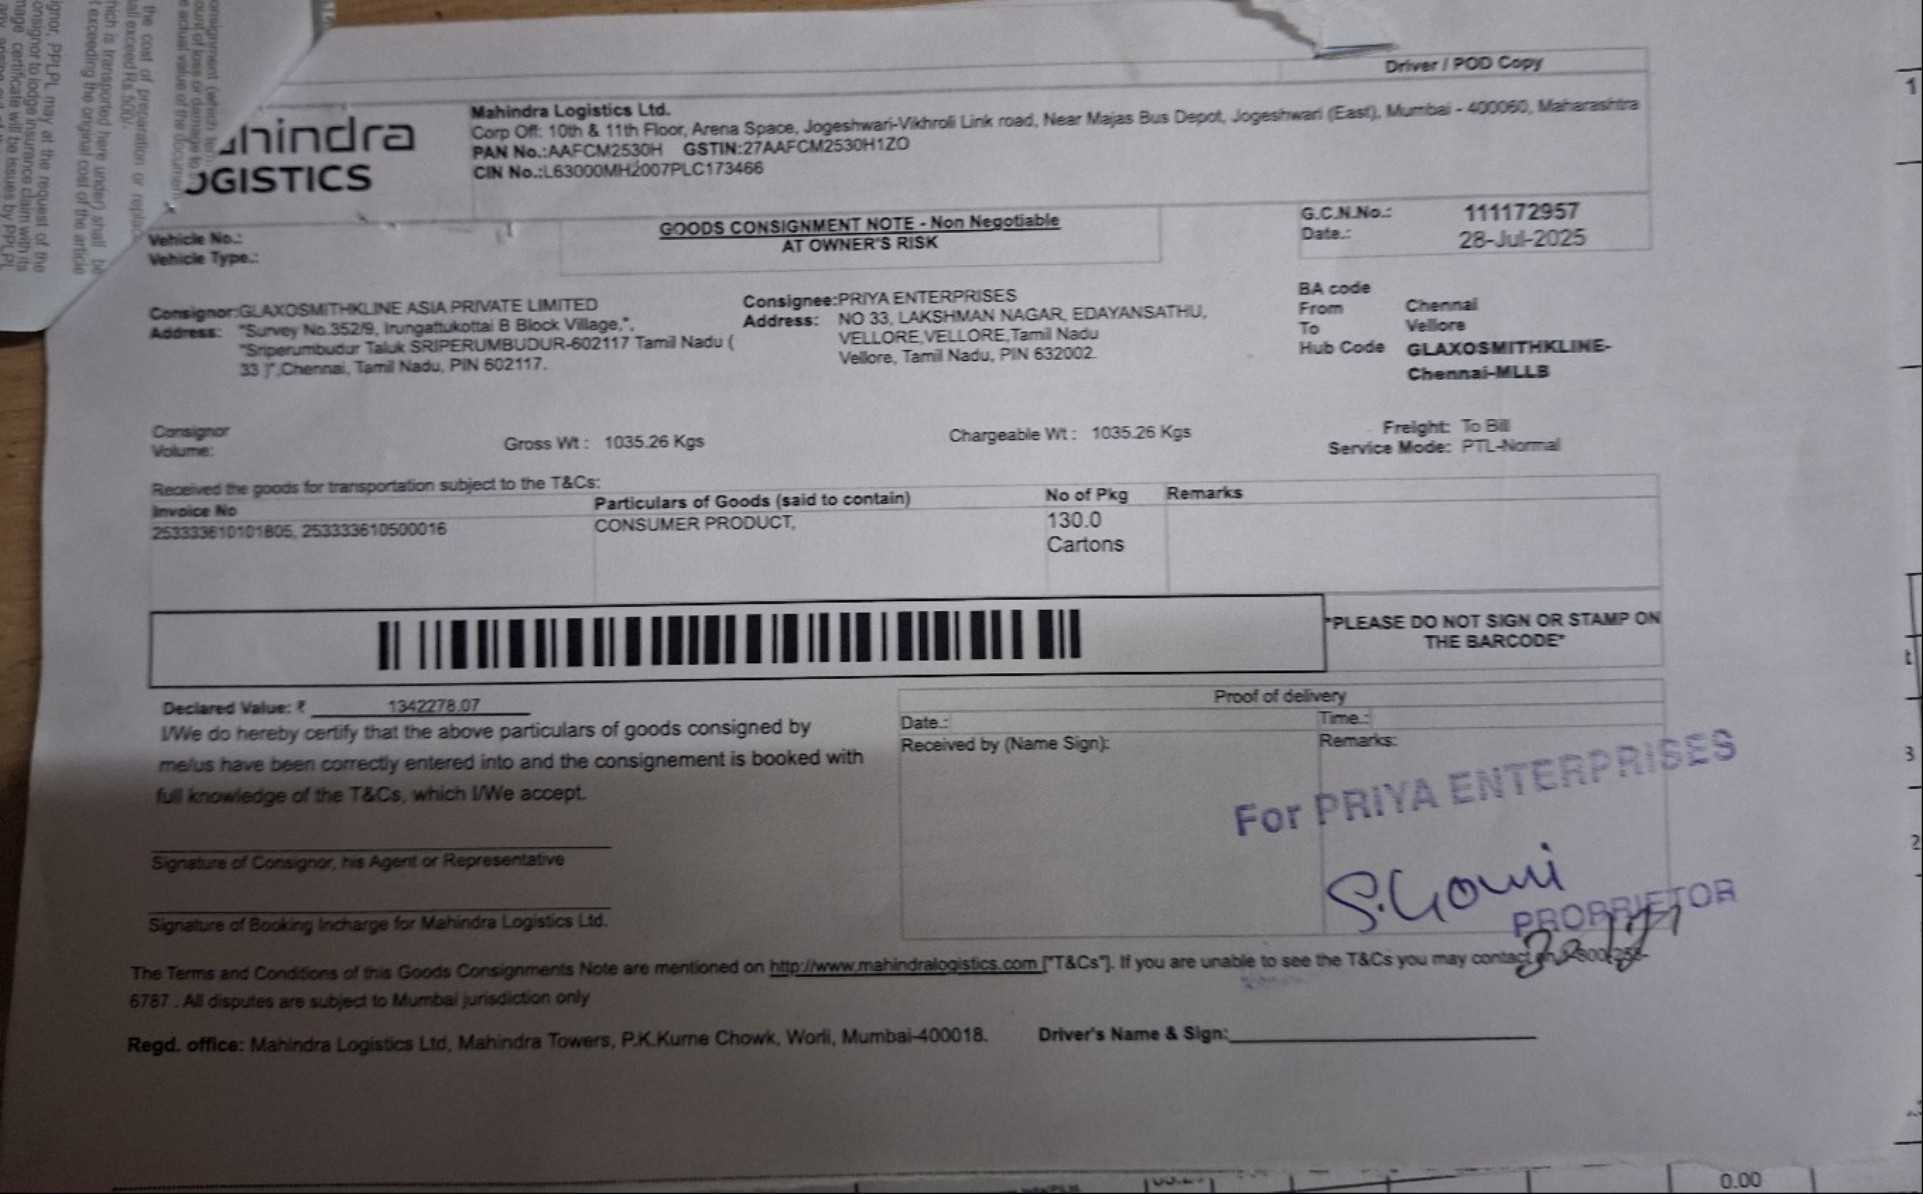 Driver / POD Copy
hindra
OGISTICS
Mahindra Logistics Ltd.
Corp Off: 10th & 11th Floor, Arena Space, Jogeshwari-Vikhroli Link road, Near Majas Bus Depot, Jogeshwari (East), Mumbai - 400060, Maharashtra
PAN No.:AAFCM2530H GSTIN:27AAFCM2530H1ZO
CIN No.:L63000MH2007PLC173466
Vehicle No.:
Vehicle Type.:
GOODS CONSIGNMENT NOTE - Non Negotiable
AT OWNER'S RISK
G.C.N.No.: 111172957
Date.: 28-Jul-2025
Consignor:GLAXOSMITHKLINE ASIA PRIVATE LIMITED
Address: "Survey No.352/9, Irungattukottai B Block Village,",
"Sriperumbudur Taluk SRIPERUMBUDUR-602117 Tamil Nadu (
33 )",Chennai, Tamil Nadu, PIN 602117.
Consignee:PRIYA ENTERPRISES
Address: NO 33, LAKSHMAN NAGAR, EDAYANSATHU,
VELLORE,VELLORE,Tamil Nadu
Vellore, Tamil Nadu, PIN 632002.
BA code
From Chennai
To Vellore
Hub Code GLAXOSMITHKLINE-
Chennai-MLLB
Consignor
Volume:
Gross Wt : 1035.26 Kgs
Chargeable Wt : 1035.26 Kgs
Freight: To Bill
Service Mode: PTL-Normal
Received the goods for transportation subject to the T&Cs:
Invoice No Particulars of Goods (said to contain) No of Pkg Remarks
253333610101805, 253333610500016 CONSUMER PRODUCT, 130.0
Cartons
*PLEASE DO NOT SIGN OR STAMP ON
THE BARCODE*
Declared Value: ₹ 1342278.07
I/We do hereby certify that the above particulars of goods consigned by
me/us have been correctly entered into and the consignement is booked with
full knowledge of the T&Cs, which I/We accept.
Signature of Consignor, his Agent or Representative
Signature of Booking Incharge for Mahindra Logistics Ltd.
Proof of delivery
Date.: Time.:
Received by (Name Sign): Remarks:
For PRIYA ENTERPRISES
PROPRIETOR
The Terms and Conditions of this Goods Consignments Note are mentioned on http://www.mahindralogistics.com ["T&Cs"]. If you are unable to see the T&Cs you may contact
6787 . All disputes are subject to Mumbai jurisdiction only
Regd. office: Mahindra Logistics Ltd, Mahindra Towers, P.K.Kurne Chowk, Worli, Mumbai-400018. Driver's Name & Sign:
0.00